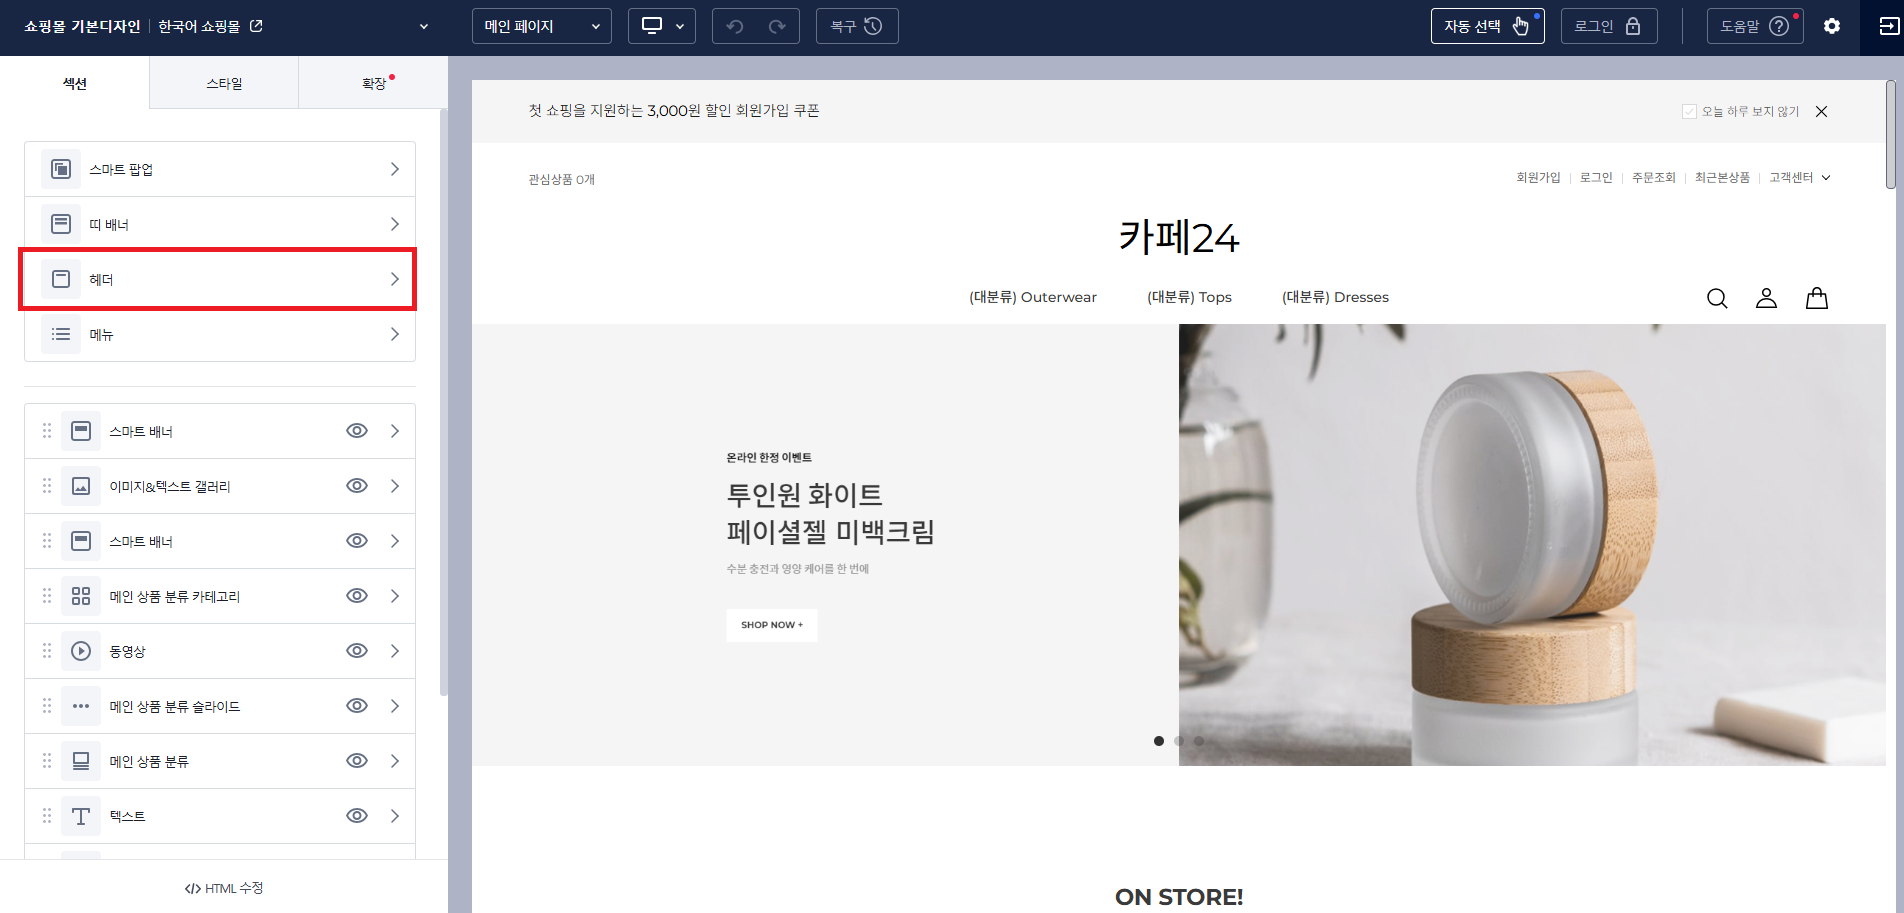 쇼핑몰 기본디자인 한국어 쇼핑몰
메인 페이지
복구
자동 선택
로그인
도움말
섹션
스타일
확장
스마트 팝업
띠 배너
헤더
메뉴
스마트 배너
이미지&텍스트 갤러리
스마트 배너
메인 상품 분류 카테고리
동영상
메인 상품 분류 슬라이드
메인 상품 분류
텍스트
</> HTML 수정
첫 쇼핑을 지원하는 3,000원 할인 회원가입 쿠폰
오늘 하루 보지 않기
관심상품 0개
회원가입 로그인 주문조회 최근본상품 고객센터
카페24
(대분류) Outerwear (대분류) Tops (대분류) Dresses
온라인 한정 이벤트
투인원 화이트
페이셜젤 미백크림
수분 충전과 영양 케어를 한 번에
SHOP NOW +
ON STORE!